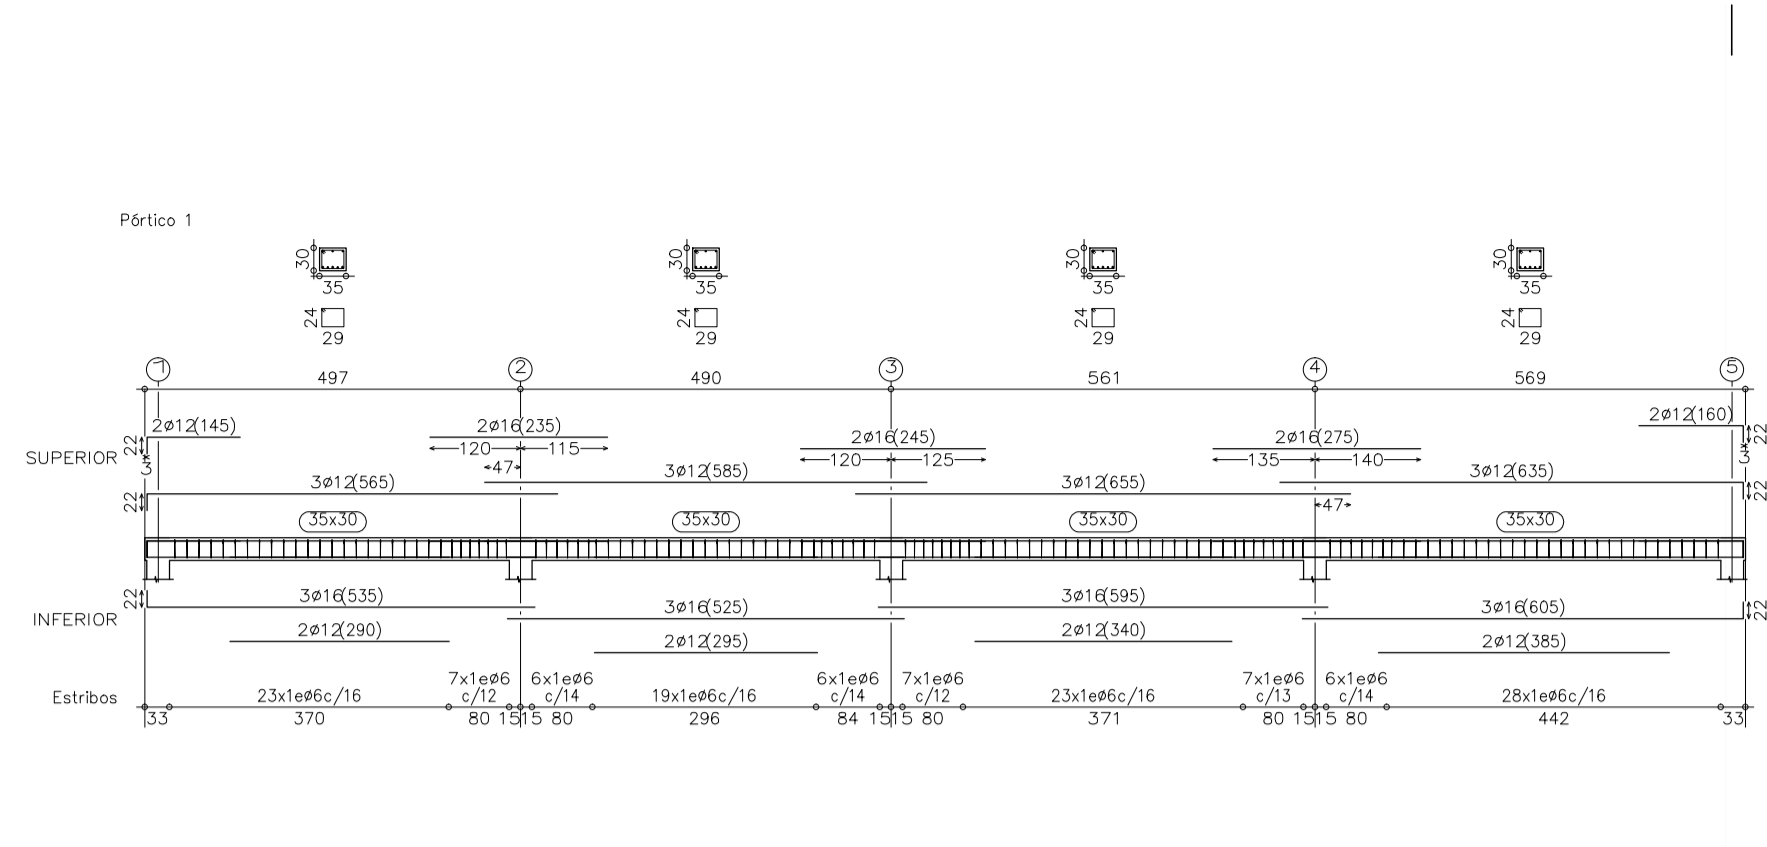 Pórtico 1
30 30 30 30
35 35 35 35
24 24 24 24
29 29 29 29
1 2 3 4 5
497 490 561 569
2ø12(145) 2ø16(235) 2ø16(245) 2ø16(275) 2ø12(160)
22 120 115 120 125 135 140 22
SUPERIOR
3 47 3
3ø12(565) 3ø12(585) 3ø12(655) 3ø12(635)
22 47 22
35x30 35x30 35x30 35x30
22 3ø16(535) 3ø16(525) 3ø16(595) 3ø16(605) 22
INFERIOR
2ø12(290) 2ø12(295) 2ø12(340) 2ø12(385)
7x1eø6 6x1eø6 6x1eø6 7x1eø6 7x1eø6 6x1eø6
Estribos 23x1eø6c/16 c/12 c/14 19x1eø6c/16 c/14 c/12 23x1eø6c/16 c/13 c/14 28x1eø6c/16
33 370 80 15 15 80 296 84 15 15 80 371 80 15 15 80 442 33